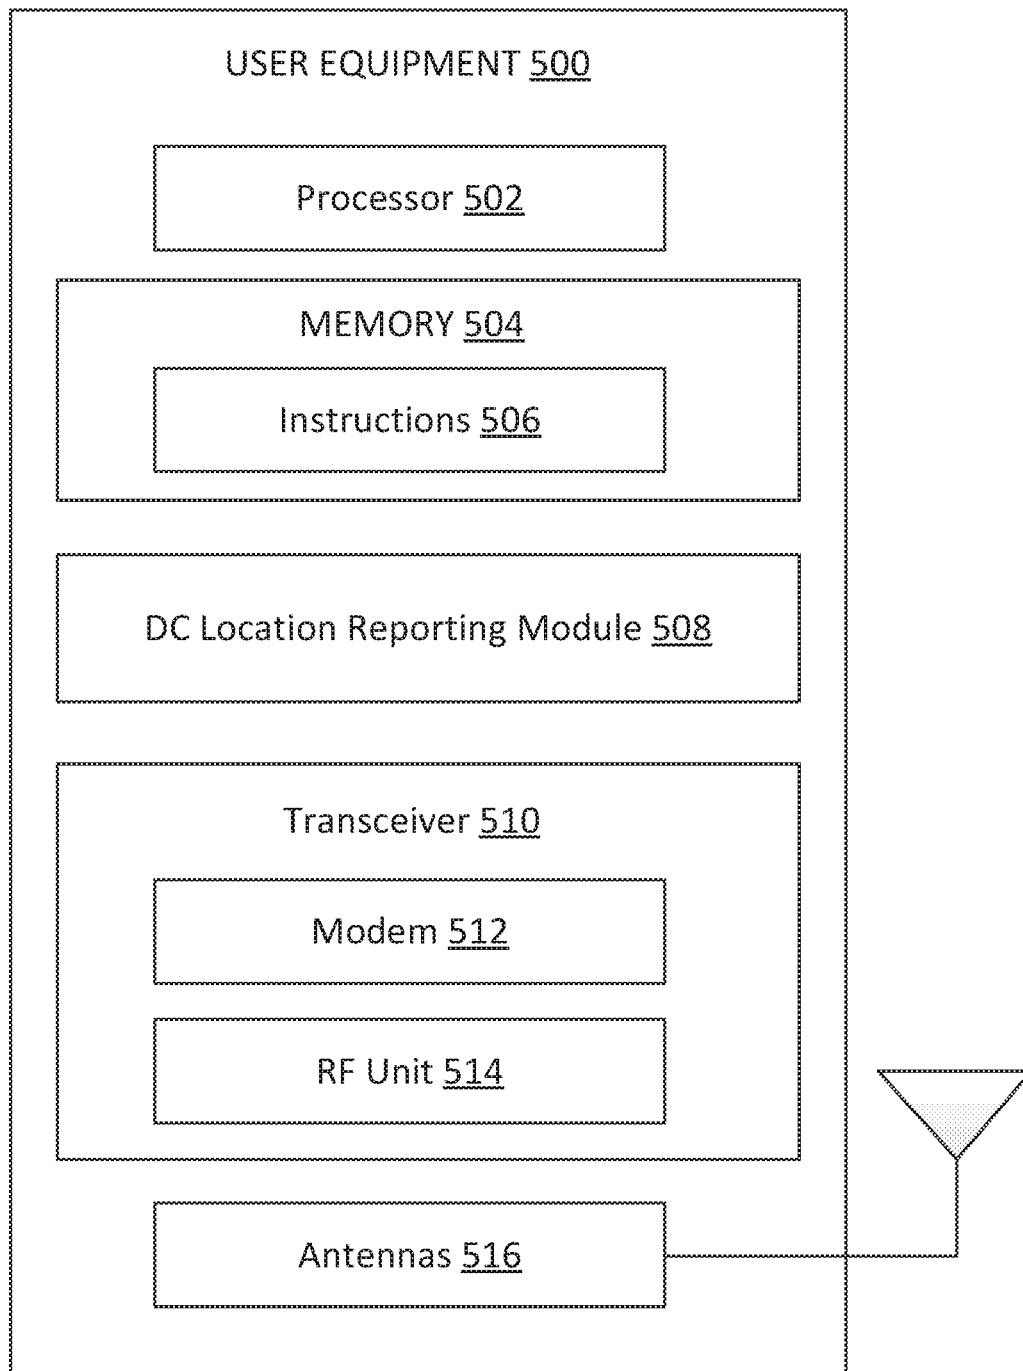 USER EQUIPMENT 500
Processor 502
MEMORY 504
Instructions 506
DC Location Reporting Module 508
Transceiver 510
Modem 512
RF Unit 514
Antennas 516